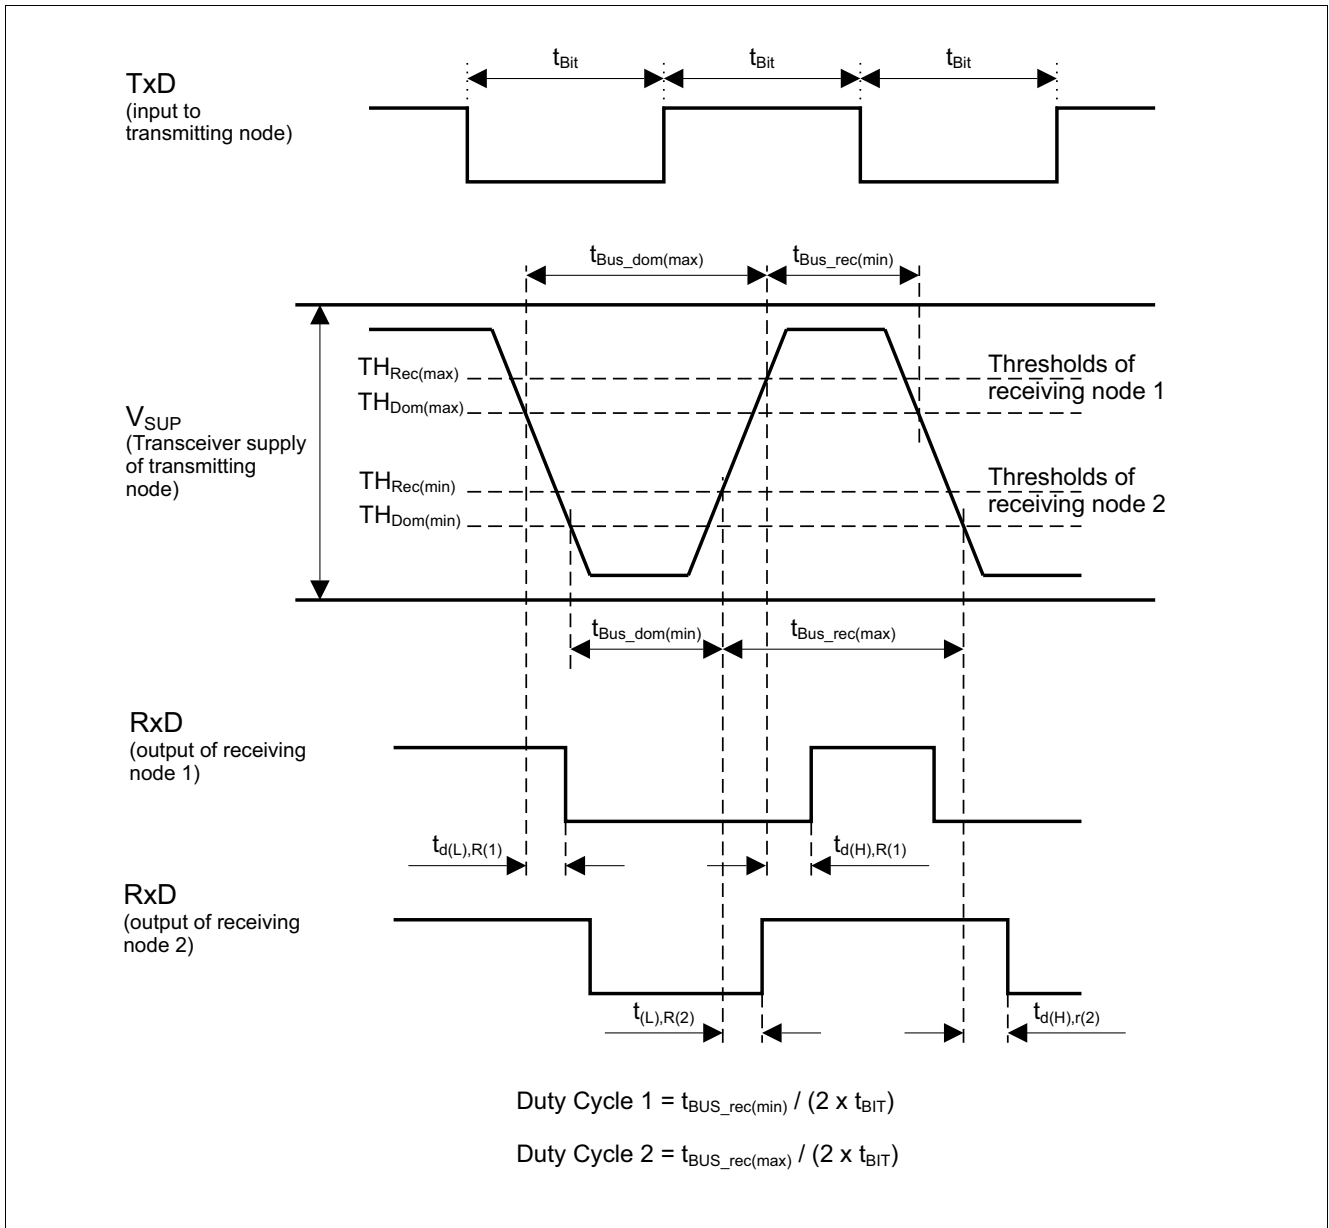 TxD
(input to
transmitting node)
tBit
tBit
tBit
tBus_dom(max)
tBus_rec(min)
VSUP
(Transceiver supply
of transmitting
node)
THRec(max)
THDom(max)
Thresholds of
receiving node 1
THRec(min)
THDom(min)
Thresholds of
receiving node 2
tBus_dom(min)
tBus_rec(max)
RxD
(output of receiving
node 1)
td(L),R(1)
td(H),R(1)
RxD
(output of receiving
node 2)
t(L),R(2)
td(H),r(2)
Duty Cycle 1 = tBUS_rec(min) / (2 x tBIT)
Duty Cycle 2 = tBUS_rec(max) / (2 x tBIT)